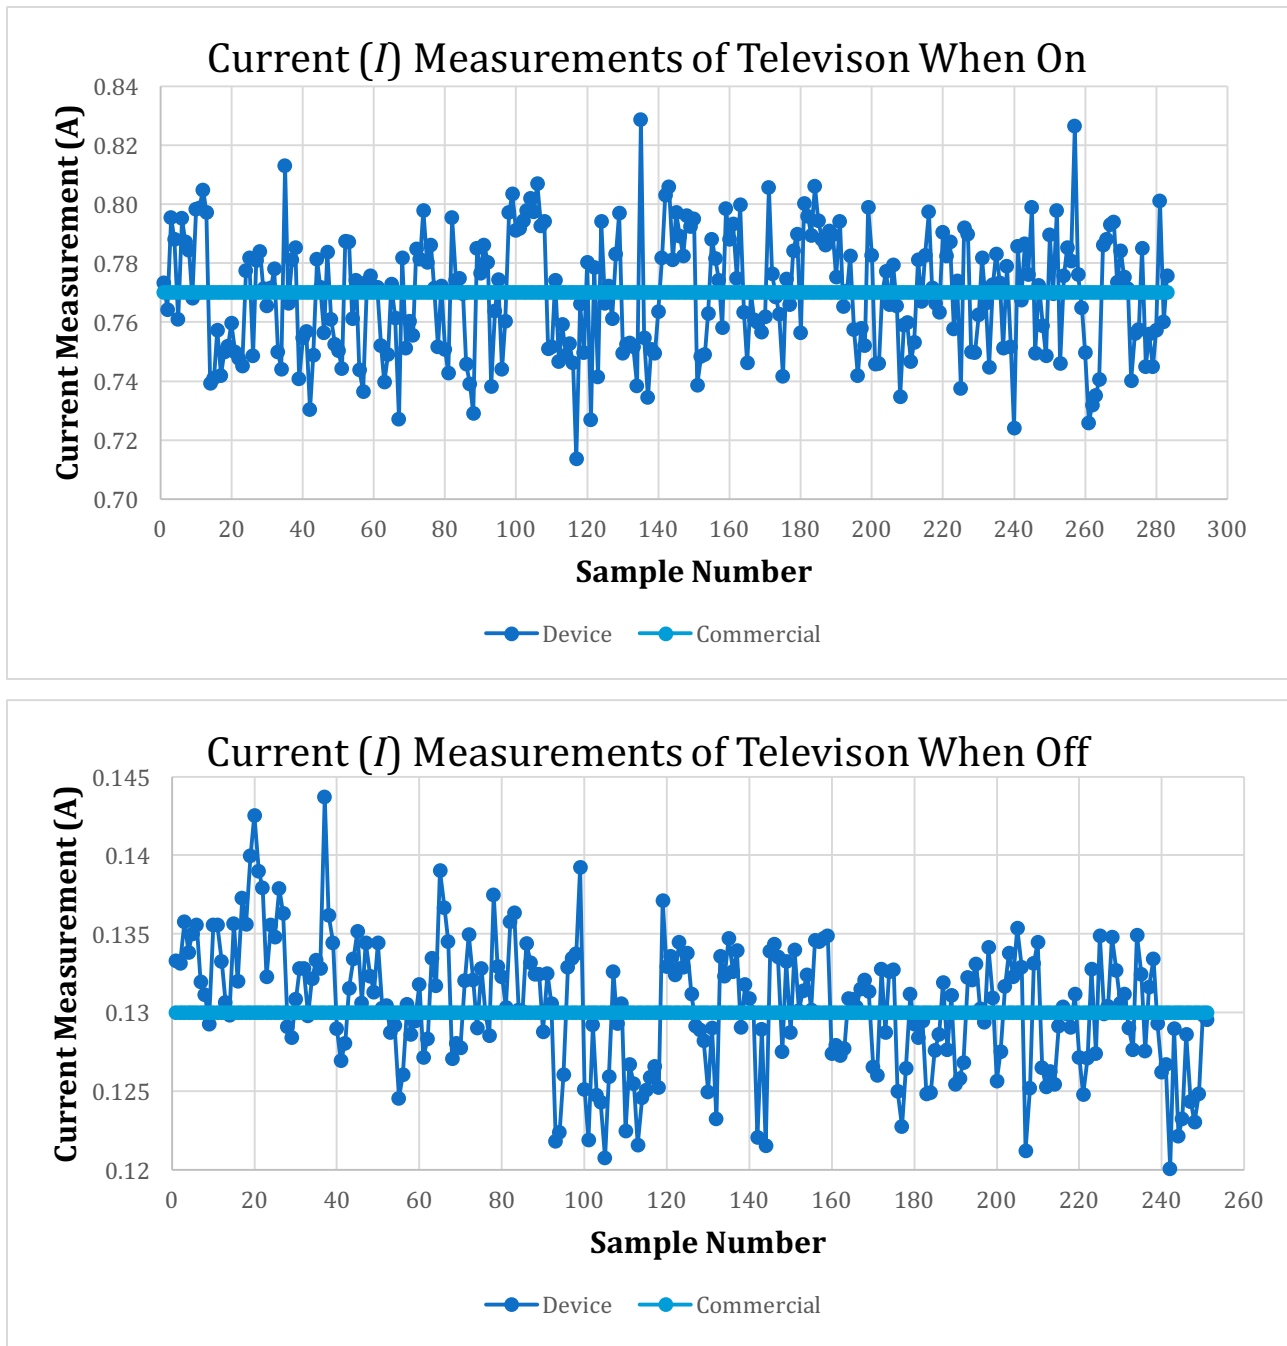 Current (I) Measurements of Televison When On
Current Measurement (A)
0.84
0.82
0.80
0.78
0.76
0.74
0.72
0.70
0 20 40 60 80 100 120 140 160 180 200 220 240 260 280 300
Sample Number
Device Commercial
Current (I) Measurements of Televison When Off
Current Measurement (A)
0.145
0.14
0.135
0.13
0.125
0.12
0 20 40 60 80 100 120 140 160 180 200 220 240 260
Sample Number
Device Commercial